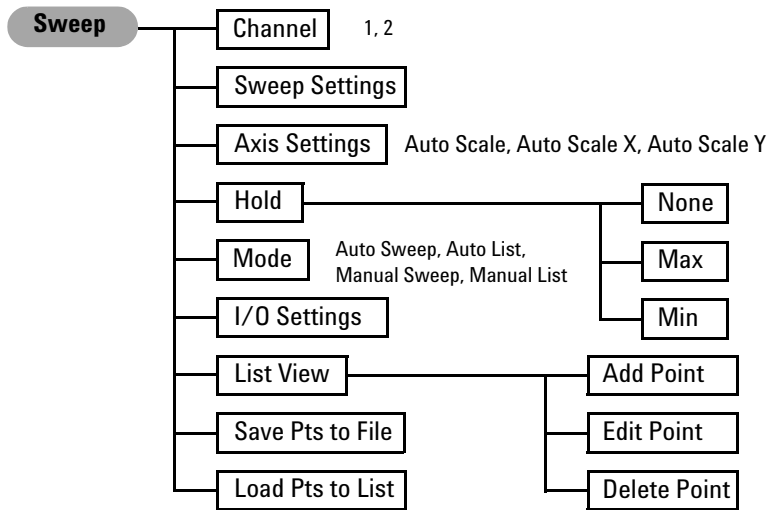 Sweep
Channel 1, 2
Sweep Settings
Axis Settings Auto Scale, Auto Scale X, Auto Scale Y
Hold None
Mode Auto Sweep, Auto List,
Manual Sweep, Manual List
Max
I/O Settings Min
List View Add Point
Save Pts to File Edit Point
Load Pts to List Delete Point